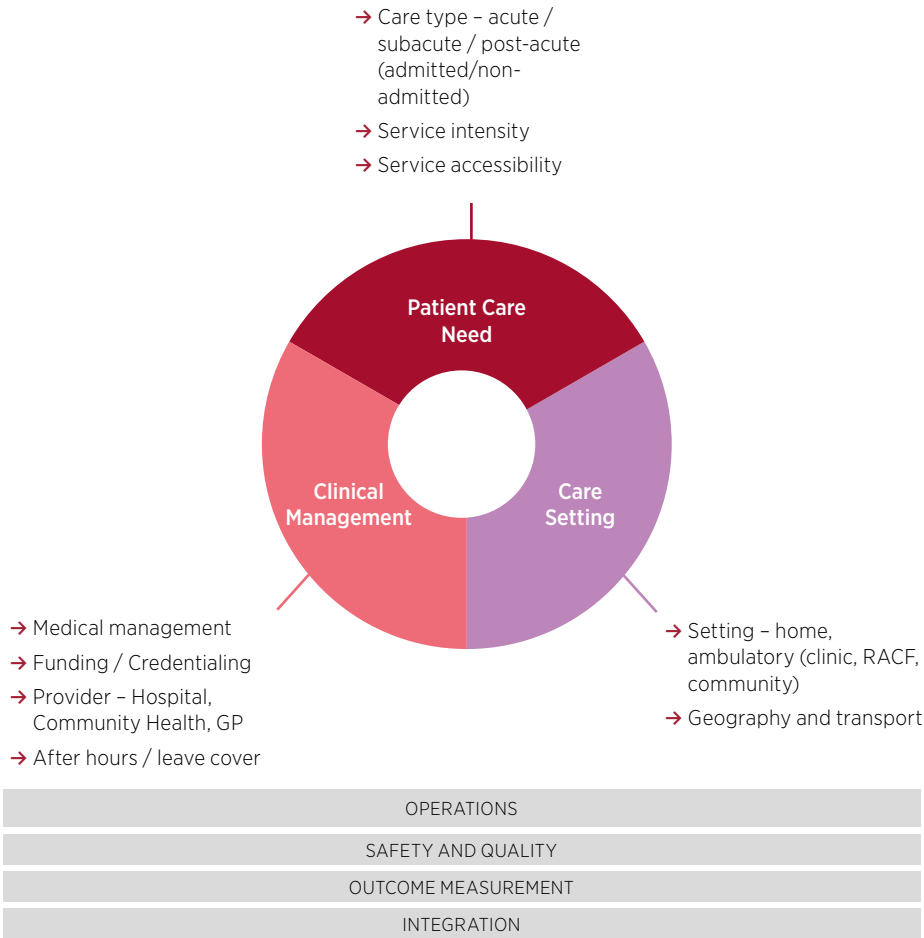 → Care type – acute /
subacute / post-acute
(admitted/non-
admitted)
→ Service intensity
→ Service accessibility
Patient Care
Need
Clinical
Management
Care
Setting
→ Medical management
→ Funding / Credentialing
→ Provider – Hospital,
Community Health, GP
→ After hours / leave cover
→ Setting – home,
ambulatory (clinic, RACF,
community)
→ Geography and transport
OPERATIONS
SAFETY AND QUALITY
OUTCOME MEASUREMENT
INTEGRATION